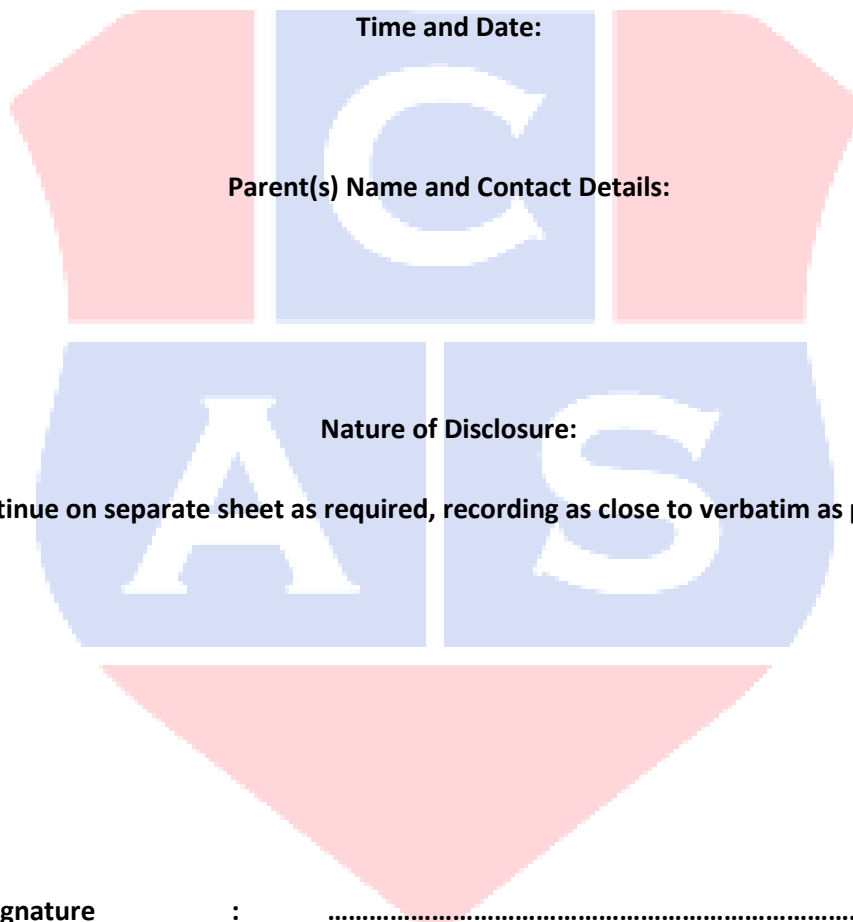 Time and Date:
C
Parent(s) Name and Contact Details:
A S
Nature of Disclosure:
tinue on separate sheet as required, recording as close to verbatim as p
gnature : ................................................................................